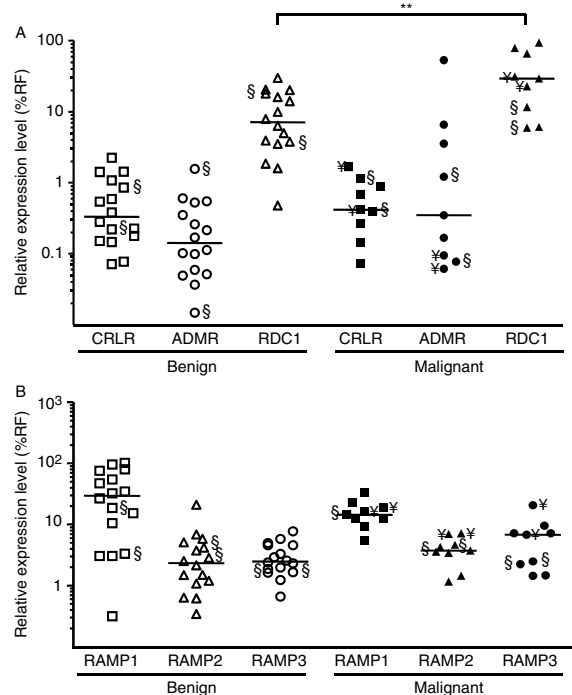 **
A
Relative expression level (%RF)
100
10
1
0.1
§ § § § § § ¥ ¥ § § § ¥ ¥ § ¥ ¥ § §
CRLR ADMR RDC1 CRLR ADMR RDC1
Benign Malignant
B
Relative expression level (%RF)
10³
10²
10
1
§ § § § § § § ¥ ¥ § § ¥ ¥ ¥ ¥ § §
RAMP1 RAMP2 RAMP3 RAMP1 RAMP2 RAMP3
Benign Malignant